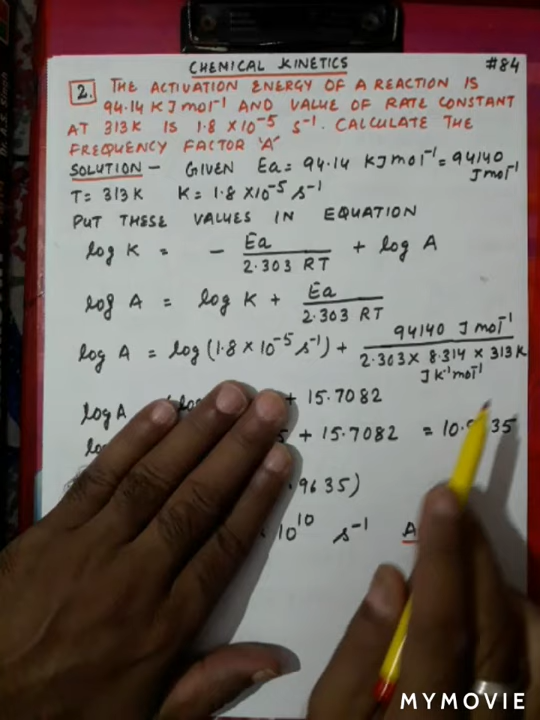 CHEMICAL KINETICS #84
2. THE ACTIVATION ENERGY OF A REACTION IS
94.14 KJ mol⁻¹ AND VALUE OF RATE CONSTANT
AT 313K IS 1.8 X10⁻⁵ s⁻¹. CALCULATE THE
FREQUENCY FACTOR 'A'
SOLUTION – GIVEN Ea = 94.14 KJ mol⁻¹ = 94140 J mol⁻¹
T = 313K K = 1.8 X10⁻⁵ s⁻¹
PUT THESE VALUES IN EQUATION
log K = - Ea / 2.303 RT + log A
log A = log K + Ea / 2.303 RT
log A = log (1.8 × 10⁻⁵ s⁻¹) + 94140 J mol⁻¹ / 2.303 × 8.314 × 313K
J K⁻¹ mol⁻¹
log A + 15.7082
+ 15.7082 = 10.
9635)
10¹⁰ s⁻¹
MYMOVIE